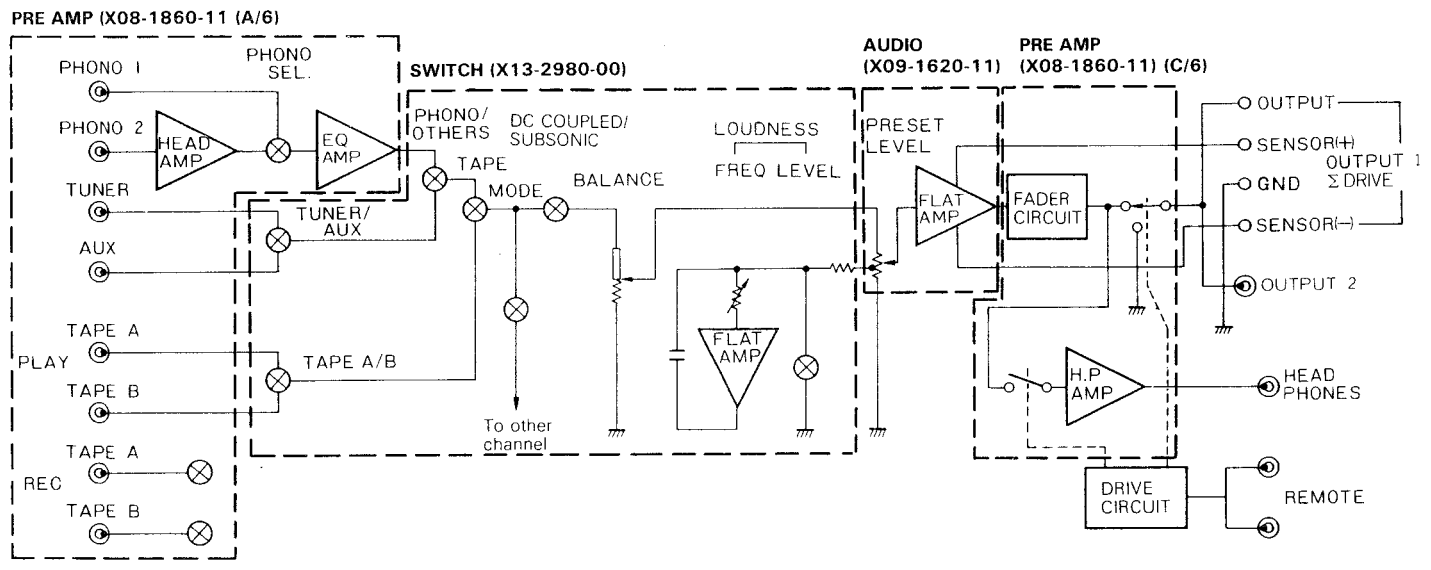 PRE AMP (X08-1860-11 (A/6)
PHONO 1
PHONO
SEL.
PHONO 2
HEAD
AMP
EQ
AMP
TUNER
AUX
TUNER/
AUX
PLAY
TAPE A
TAPE B
TAPE A/B
REC
TAPE A
TAPE B
SWITCH (X13-2980-00)
PHONO/
OTHERS
TAPE
DC COUPLED/
SUBSONIC
MODE
BALANCE
LOUDNESS
FREQ LEVEL
FLAT
AMP
To other
channel
AUDIO
(X09-1620-11)
PRESET
LEVEL
FLAT
AMP
PRE AMP
(X08-1860-11) (C/6)
FADER
CIRCUIT
H.P
AMP
DRIVE
CIRCUIT
OUTPUT
SENSOR(+)
OUTPUT 1
Σ DRIVE
GND
SENSOR(−)
OUTPUT 2
HEAD
PHONES
REMOTE